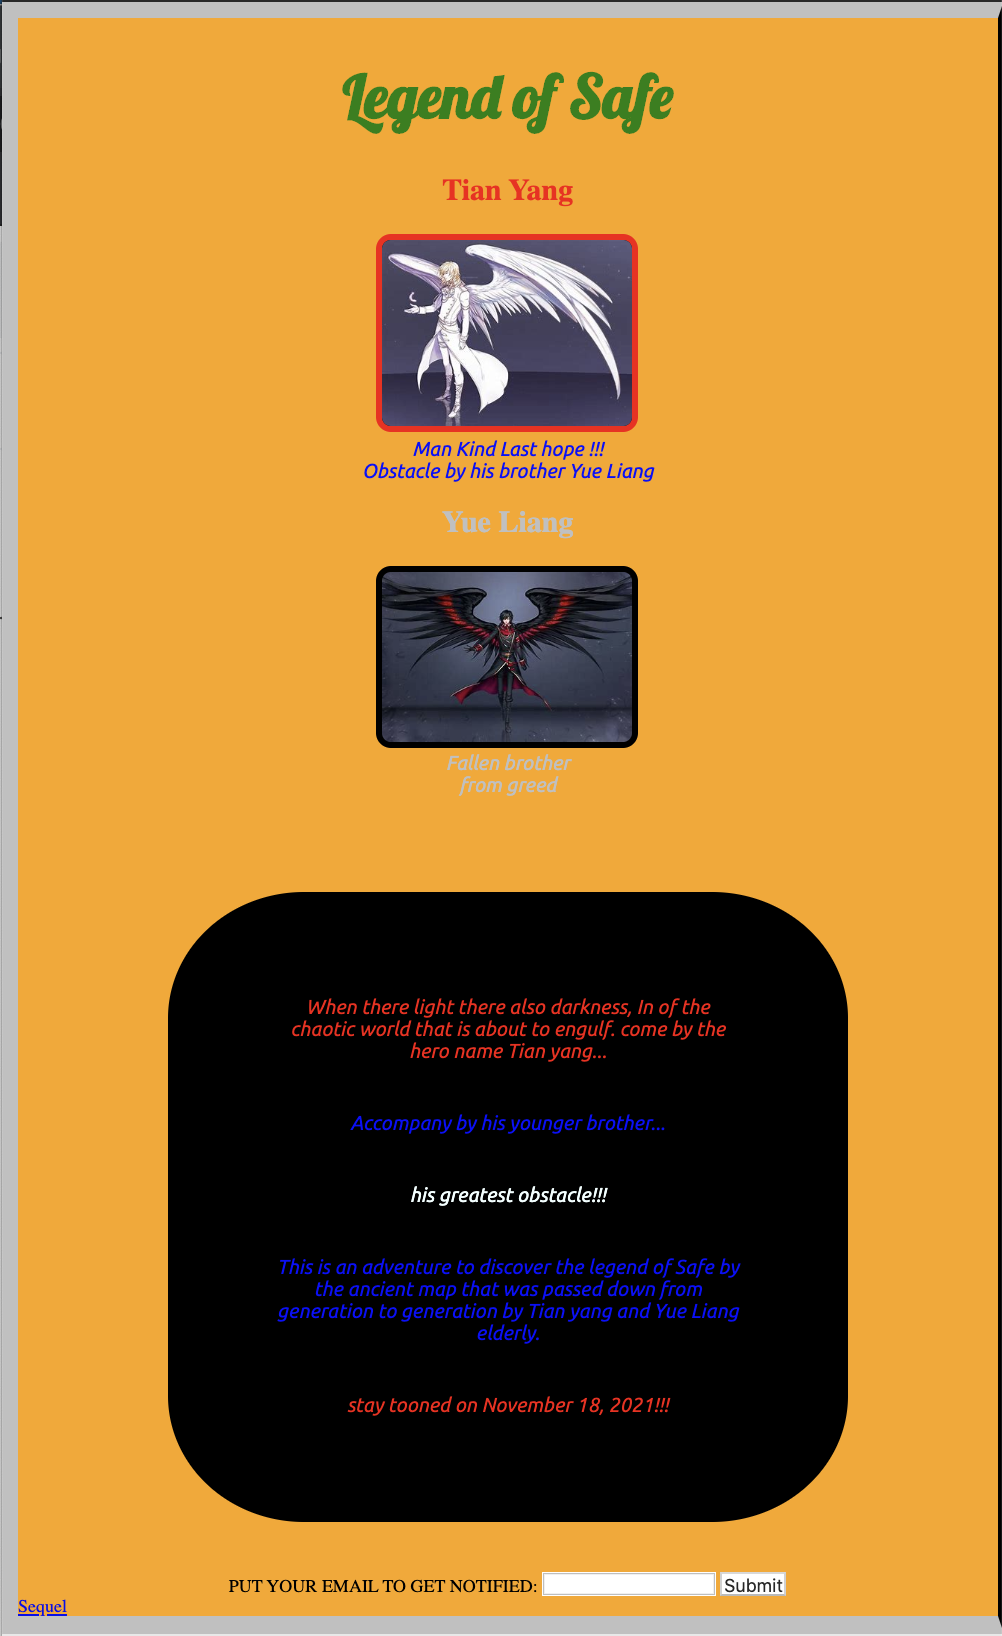 Legend of Safe
Tian Yang
Man Kind Last hope !!!
Obstacle by his brother Yue Liang
Yue Liang
Fallen brother
from greed
When there light there also darkness, In of the
chaotic world that is about to engulf. come by the
hero name Tian yang...
Accompany by his younger brother...
his greatest obstacle!!!
This is an adventure to discover the legend of Safe by
the ancient map that was passed down from
generation to generation by Tian yang and Yue Liang
elderly.
stay tooned on November 18, 2021!!!
PUT YOUR EMAIL TO GET NOTIFIED: Submit
Sequel